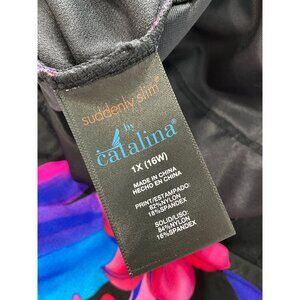 suddenly slim®
by
catalina®
1X (16W)
MADE IN CHINA
HECHO EN CHINA
PRINT/ESTAMPADO:
82%NYLON
18%SPANDEX
SOLID/LISO:
84%NYLON
16%SPANDEX